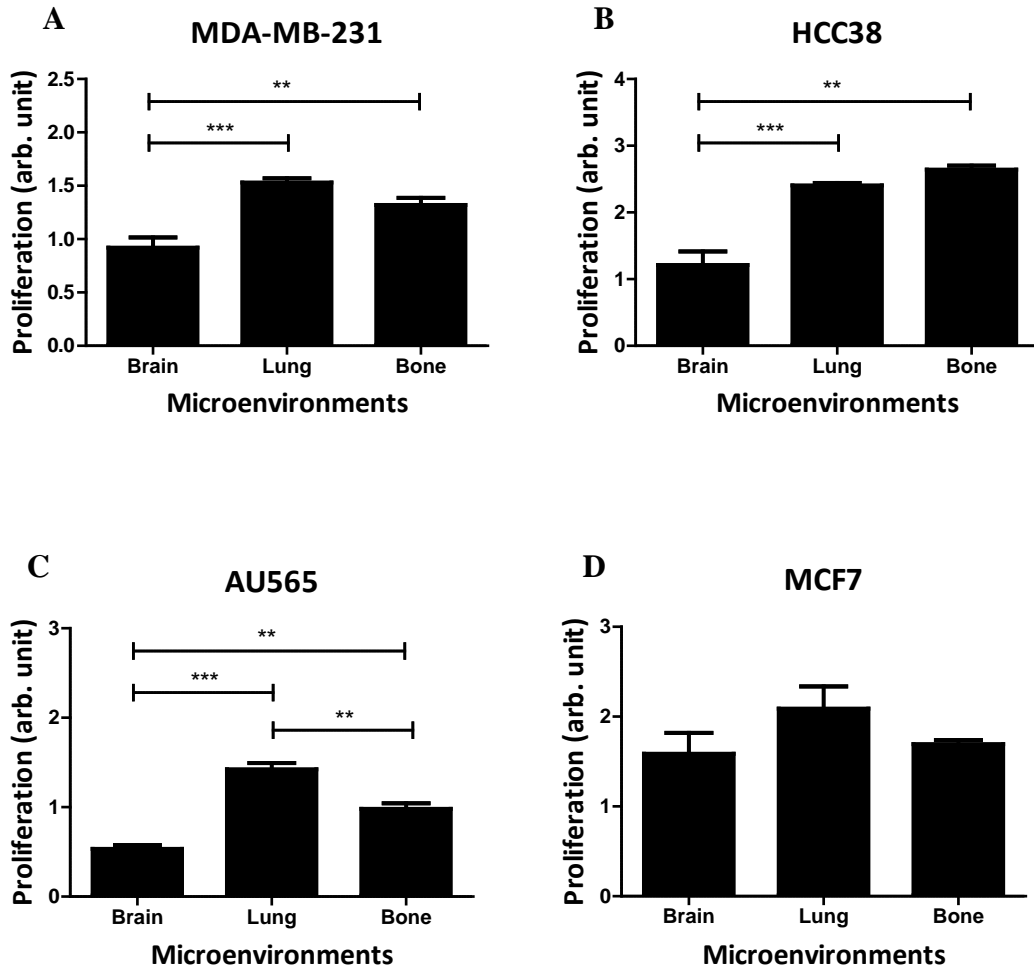 A
MDA-MB-231
Proliferation (arb. unit)
2.5
2.0
1.5
1.0
0.5
0.0
**
***
Brain Lung Bone
Microenvironments
B
HCC38
Proliferation (arb. unit)
4
3
2
1
0
**
***
Brain Lung Bone
Microenvironments
C
AU565
Proliferation (arb. unit)
3
2
1
0
**
***
**
Brain Lung Bone
Microenvironments
D
MCF7
Proliferation (arb. unit)
3
2
1
0
Brain Lung Bone
Microenvironments